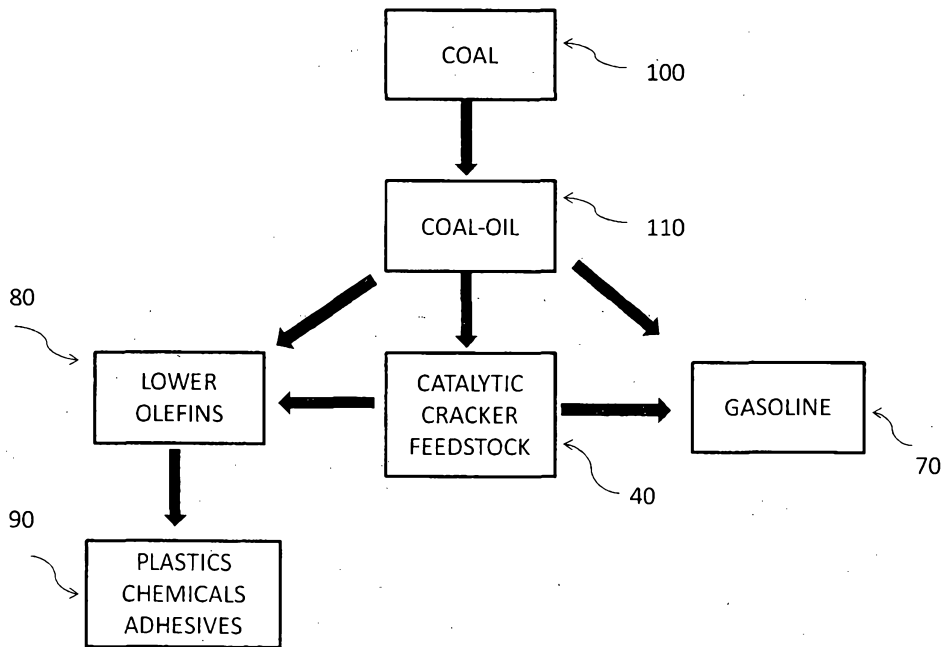 COAL
100
COAL-OIL
110
80
LOWER
OLEFINS
CATALYTIC
CRACKER
FEEDSTOCK
GASOLINE
70
40
90
PLASTICS
CHEMICALS
ADHESIVES